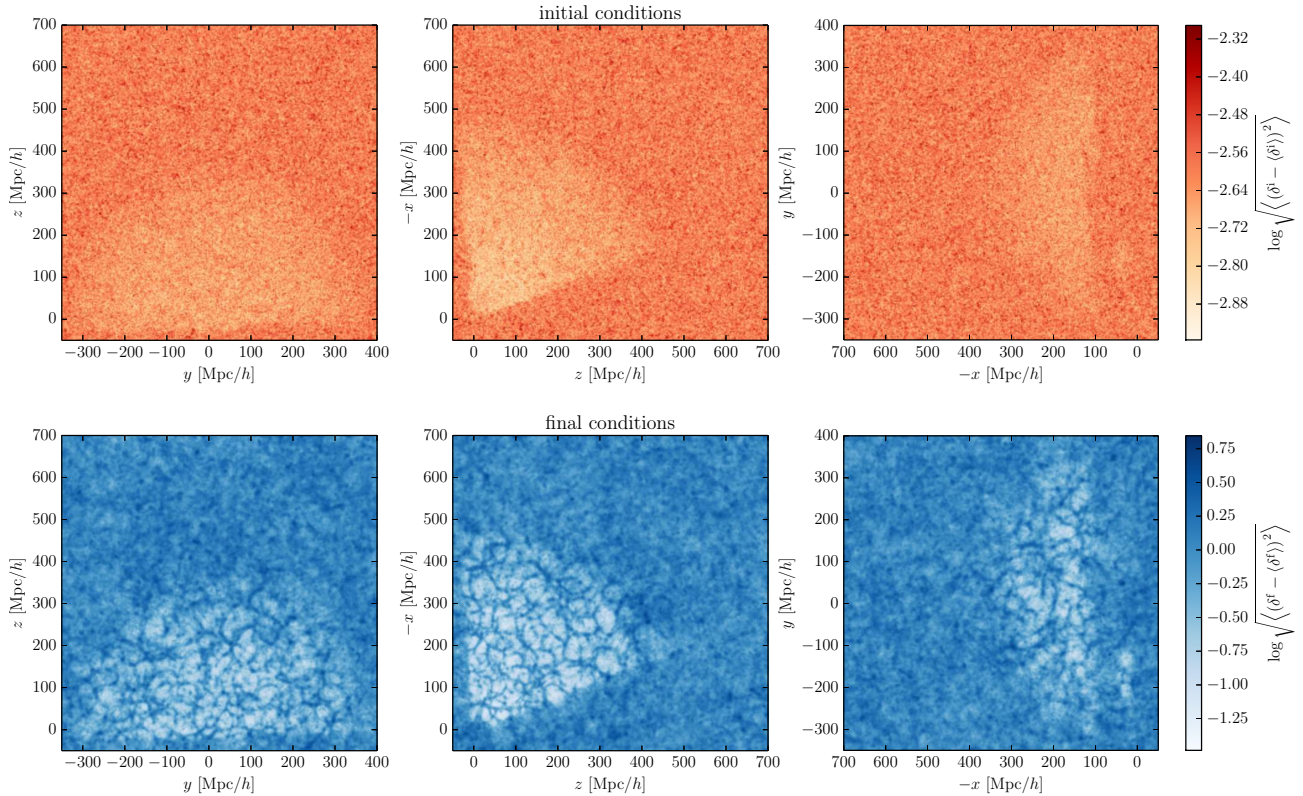 initial conditions
700
600
500
400
300
200
100
0
z [Mpc/h]
−300 −200 −100 0 100 200 300 400
y [Mpc/h]
700
600
500
400
300
200
100
0
−x [Mpc/h]
0 100 200 300 400 500 600 700
z [Mpc/h]
400
300
200
100
0
−100
−200
−300
y [Mpc/h]
700 600 500 400 300 200 100 0
−x [Mpc/h]
−2.32
−2.40
−2.48
−2.56
−2.64
−2.72
−2.80
−2.88
log √⟨(δⁱ − ⟨δⁱ⟩)²⟩
final conditions
700
600
500
400
300
200
100
0
z [Mpc/h]
−300 −200 −100 0 100 200 300 400
y [Mpc/h]
700
600
500
400
300
200
100
0
−x [Mpc/h]
0 100 200 300 400 500 600 700
z [Mpc/h]
400
300
200
100
0
−100
−200
−300
y [Mpc/h]
700 600 500 400 300 200 100 0
−x [Mpc/h]
0.75
0.50
0.25
0.00
−0.25
−0.50
−0.75
−1.00
−1.25
log √⟨(δᶠ − ⟨δᶠ⟩)²⟩